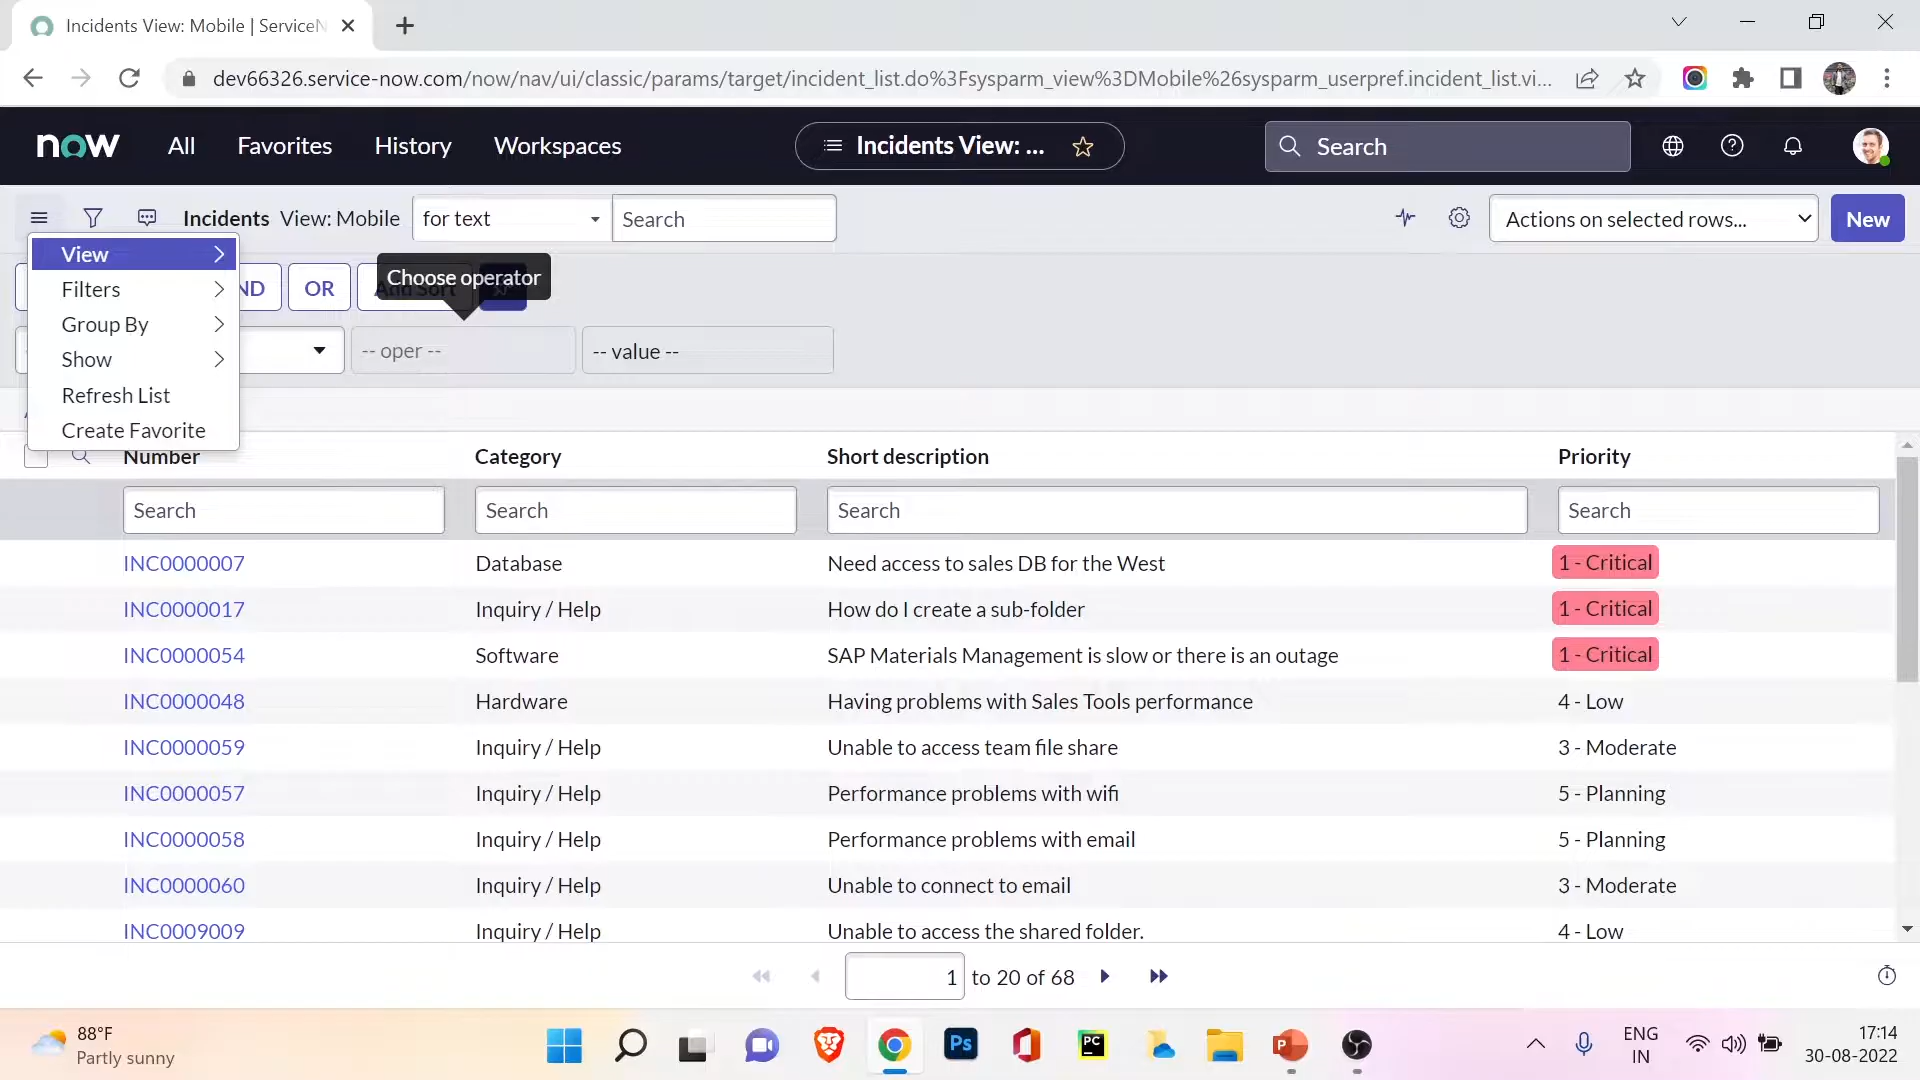 Incidents View: Mobile | ServiceN
dev66326.service-now.com/now/nav/ui/classic/params/target/incident_list.do%3Fsysparm_view%3DMobile%26sysparm_userpref.incident_list.vi...
now All Favorites History Workspaces Incidents View: ... Search
Incidents View: Mobile for text Search Actions on selected rows... New
View
Filters
Group By
Show
Refresh List
Create Favorite
ND OR Choose operator
-- oper -- -- value --
Number Category Short description Priority
Search Search Search Search
INC0000007 Database Need access to sales DB for the West 1 - Critical
INC0000017 Inquiry / Help How do I create a sub-folder 1 - Critical
INC0000054 Software SAP Materials Management is slow or there is an outage 1 - Critical
INC0000048 Hardware Having problems with Sales Tools performance 4 - Low
INC0000059 Inquiry / Help Unable to access team file share 3 - Moderate
INC0000057 Inquiry / Help Performance problems with wifi 5 - Planning
INC0000058 Inquiry / Help Performance problems with email 5 - Planning
INC0000060 Inquiry / Help Unable to connect to email 3 - Moderate
INC0009009 Inquiry / Help Unable to access the shared folder. 4 - Low
1 to 20 of 68
88°F
Partly sunny
Ps
PC
P
ENG
IN
17:14
30-08-2022